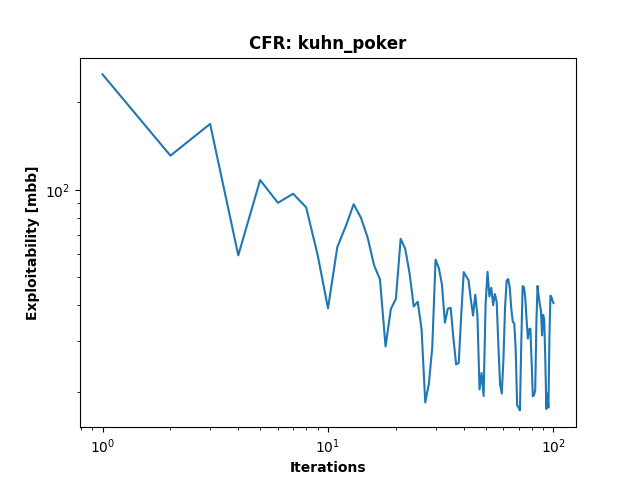 CFR: kuhn_poker
Exploitability [mbb]
10²
10⁰
10¹
10²
Iterations